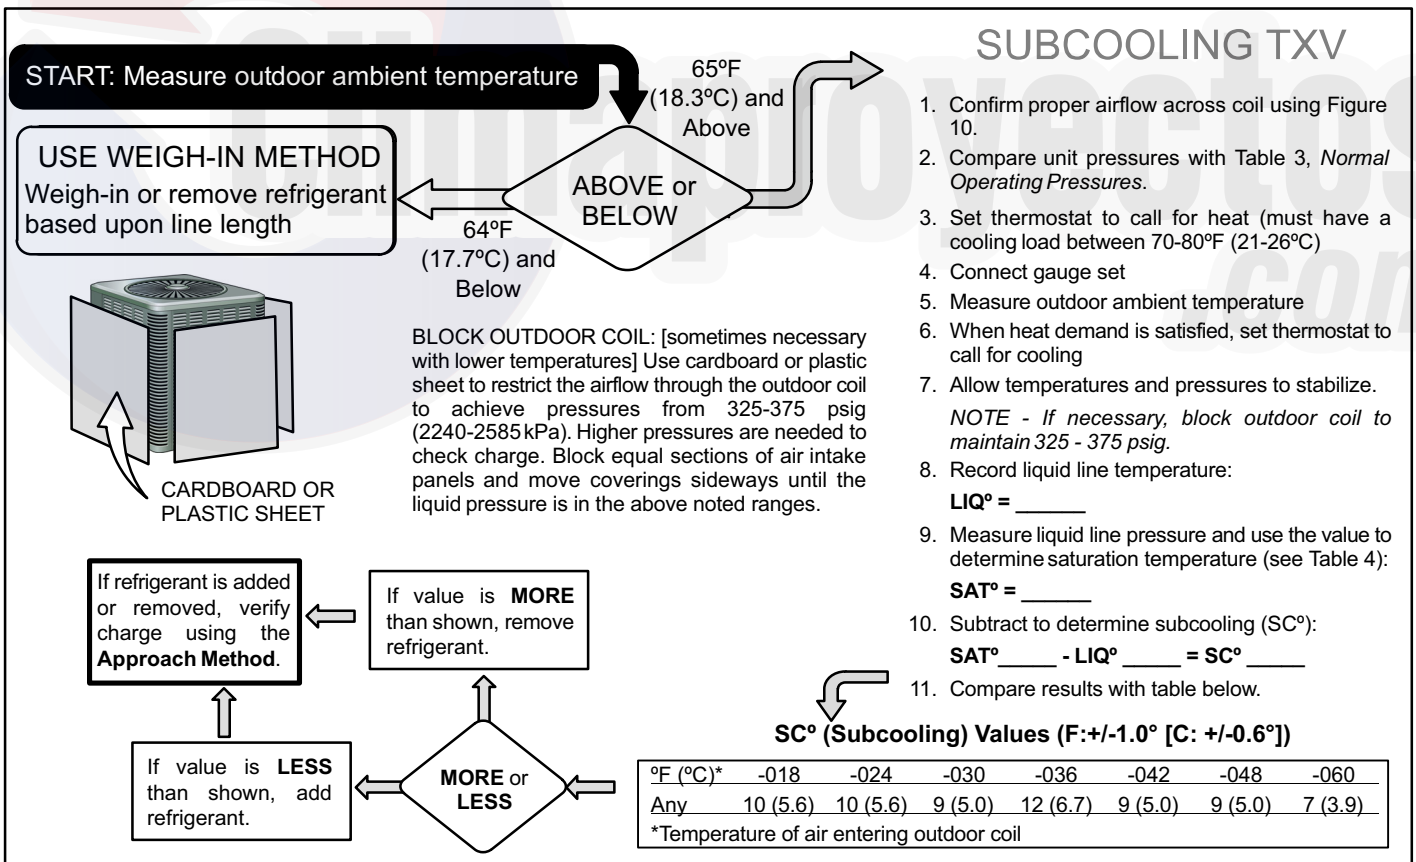 START: Measure outdoor ambient temperature
65ºF
(18.3ºC) and
Above
ABOVE or
BELOW
64ºF
(17.7ºC) and
Below
USE WEIGH-IN METHOD
Weigh-in or remove refrigerant
based upon line length
CARDBOARD OR
PLASTIC SHEET
BLOCK OUTDOOR COIL: [sometimes necessary
with lower temperatures] Use cardboard or plastic
sheet to restrict the airflow through the outdoor coil
to achieve pressures from 325-375 psig
(2240-2585 kPa). Higher pressures are needed to
check charge. Block equal sections of air intake
panels and move coverings sideways until the
liquid pressure is in the above noted ranges.
SUBCOOLING TXV
1. Confirm proper airflow across coil using Figure
10.
2. Compare unit pressures with Table 3, Normal
Operating Pressures.
3. Set thermostat to call for heat (must have a
cooling load between 70-80ºF (21-26ºC)
4. Connect gauge set
5. Measure outdoor ambient temperature
6. When heat demand is satisfied, set thermostat to
call for cooling
7. Allow temperatures and pressures to stabilize.
NOTE - If necessary, block outdoor coil to
maintain 325 - 375 psig.
8. Record liquid line temperature:
LIQº = ______
9. Measure liquid line pressure and use the value to
determine saturation temperature (see Table 4):
SATº = ______
10. Subtract to determine subcooling (SCº):
SATº_____ - LIQº _____ = SCº _____
11. Compare results with table below.
SCº (Subcooling) Values (F:+/-1.0° [C: +/-0.6°])
ºF (ºC)* -018 -024 -030 -036 -042 -048 -060
Any 10 (5.6) 10 (5.6) 9 (5.0) 12 (6.7) 9 (5.0) 9 (5.0) 7 (3.9)
*Temperature of air entering outdoor coil
MORE or
LESS
If value is MORE
than shown, remove
refrigerant.
If value is LESS
than shown, add
refrigerant.
If refrigerant is added
or removed, verify
charge using the
Approach Method.
climaproyectos
.com